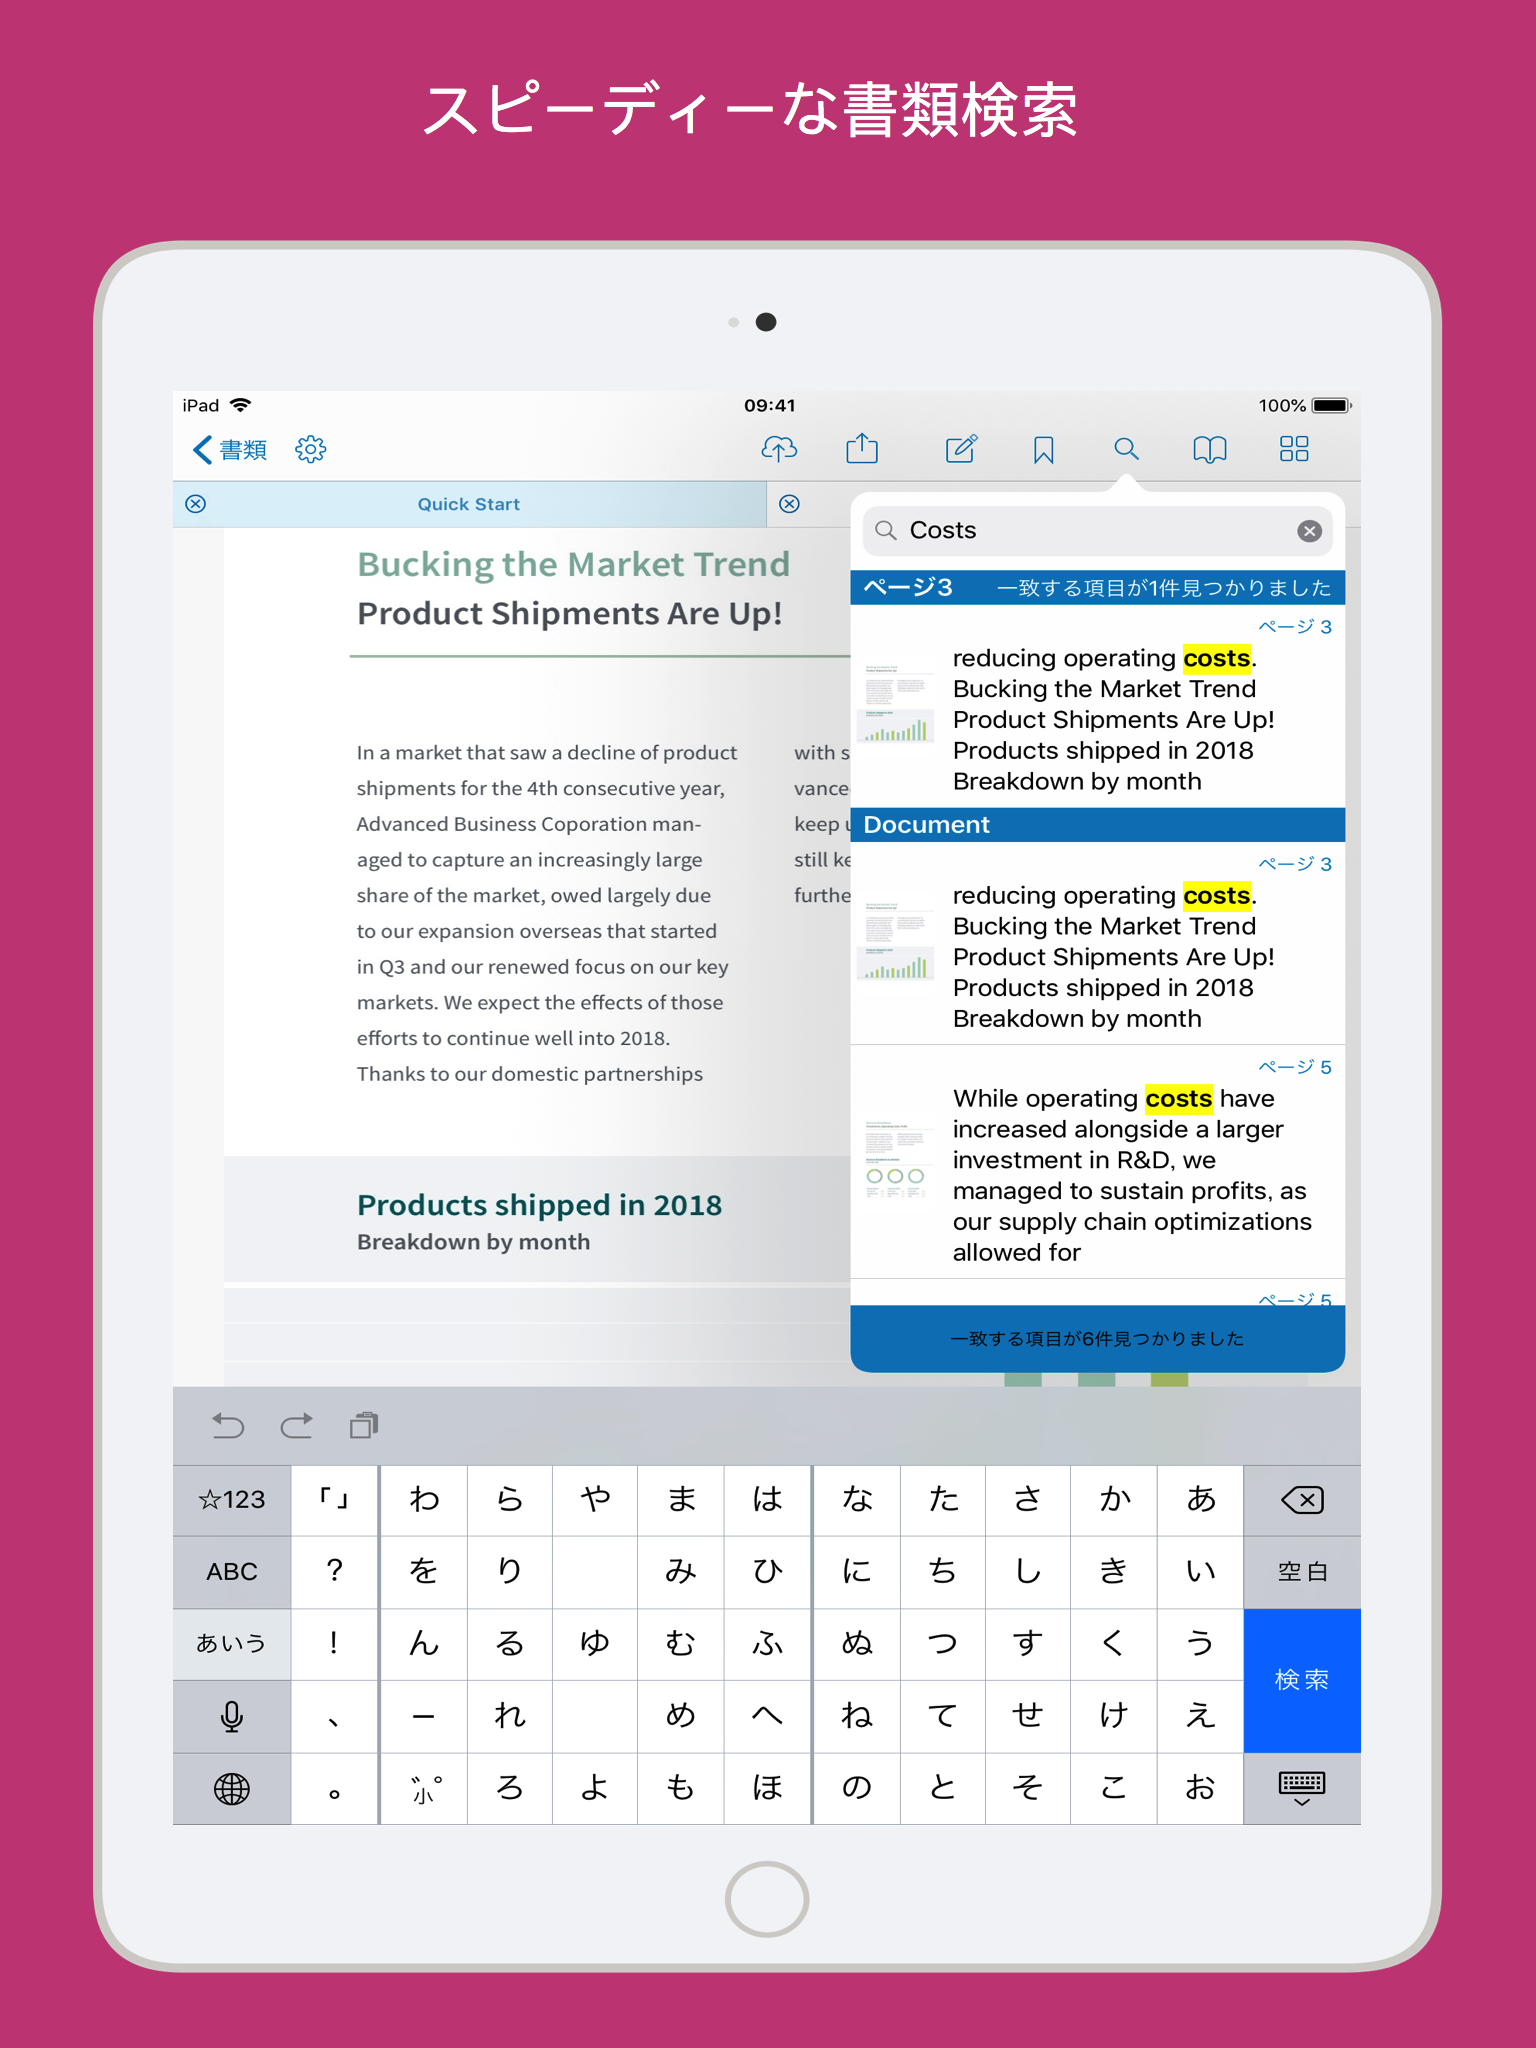 スピーディーな書類検索
iPad
09:41
100%
書類
Quick Start
Bucking the Market Trend
Product Shipments Are Up!
In a market that saw a decline of product
shipments for the 4th consecutive year,
Advanced Business Coporation man-
aged to capture an increasingly large
share of the market, owed largely due
to our expansion overseas that started
in Q3 and our renewed focus on our key
markets. We expect the effects of those
efforts to continue well into 2018.
Thanks to our domestic partnerships
with s
vance
keep u
still ke
furthe
Products shipped in 2018
Breakdown by month
Costs
ページ3 一致する項目が1件見つかりました
ページ 3
reducing operating costs.
Bucking the Market Trend
Product Shipments Are Up!
Products shipped in 2018
Breakdown by month
Document
ページ 3
reducing operating costs.
Bucking the Market Trend
Product Shipments Are Up!
Products shipped in 2018
Breakdown by month
ページ 5
While operating costs have
increased alongside a larger
investment in R&D, we
managed to sustain profits, as
our supply chain optimizations
allowed for
ページ 5
一致する項目が6件見つかりました
☆123 「」 わ ら や ま は な た さ か あ
ABC ? を り み ひ に ち し き い 空白
あいう ! ん る ゆ む ふ ぬ つ す く う 検索
、 ー れ め へ ね て せ け え
。 ゛゜小 ろ よ も ほ の と そ こ お